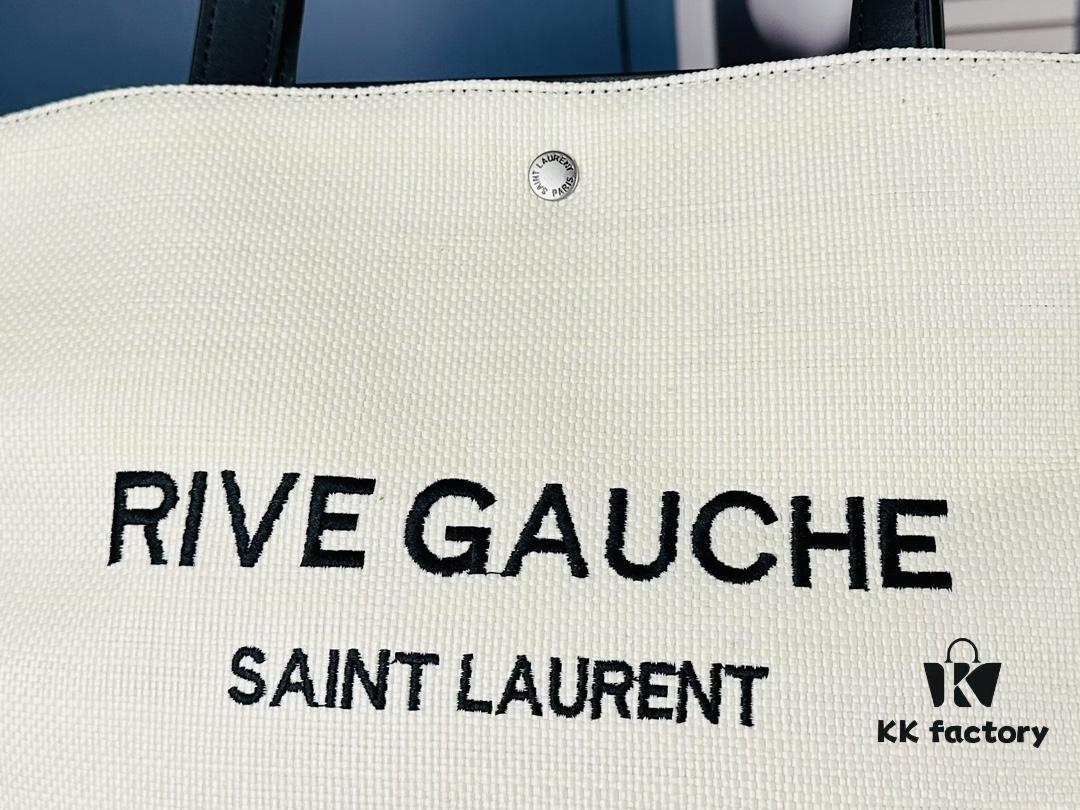 SAINT LAURENT
PARIS
RIVE GAUCHE
SAINT LAURENT
K
KK factory